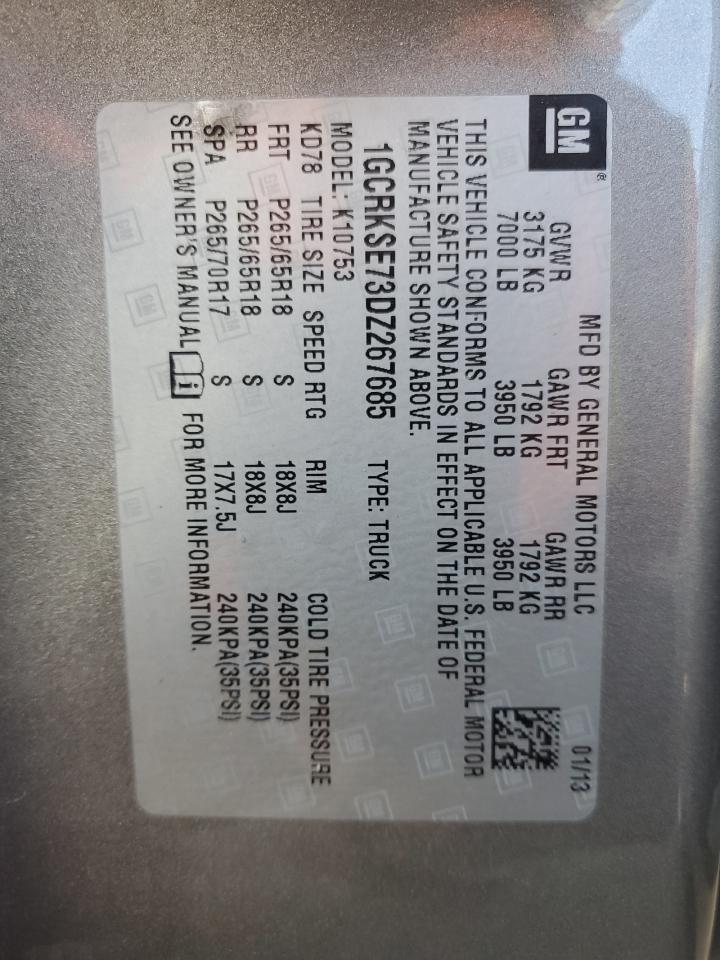 GM ®
MFD BY GENERAL MOTORS LLC 01/13
GVWR GAWR FRT GAWR RR
3175 KG 1792 KG 1792 KG
7000 LB 3950 LB 3950 LB
THIS VEHICLE CONFORMS TO ALL APPLICABLE U.S. FEDERAL MOTOR
VEHICLE SAFETY STANDARDS IN EFFECT ON THE DATE OF
MANUFACTURE SHOWN ABOVE.
1GCRKSE73DZ267685 TYPE: TRUCK
MODEL: K10753
KD78 TIRE SIZE SPEED RTG RIM COLD TIRE PRESSURE
FRT P265/65R18 S 18X8J 240KPA(35PSI)
RR P265/65R18 S 18X8J 240KPA(35PSI)
SPA P265/70R17 S 17X7.5J 240KPA(35PSI)
SEE OWNER'S MANUAL i FOR MORE INFORMATION.